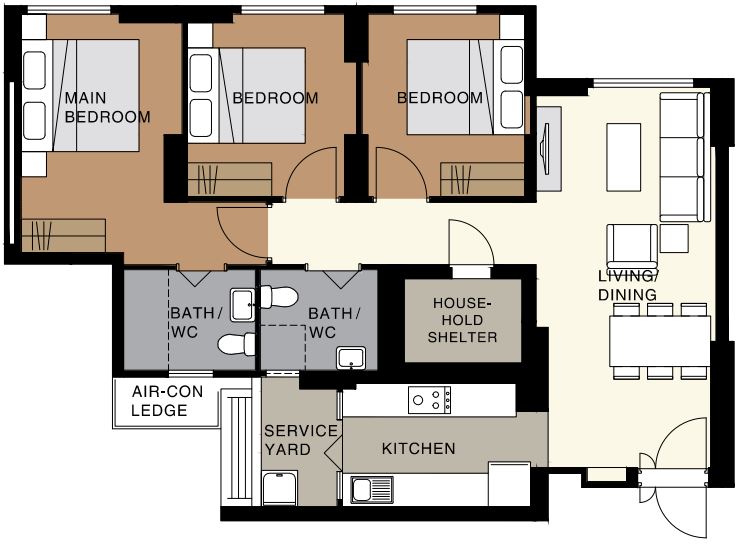 MAIN
BEDROOM
BEDROOM
BEDROOM
LIVING/
DINING
BATH/
WC
BATH/
WC
HOUSE-
HOLD
SHELTER
AIR-CON
LEDGE
SERVICE
YARD
KITCHEN